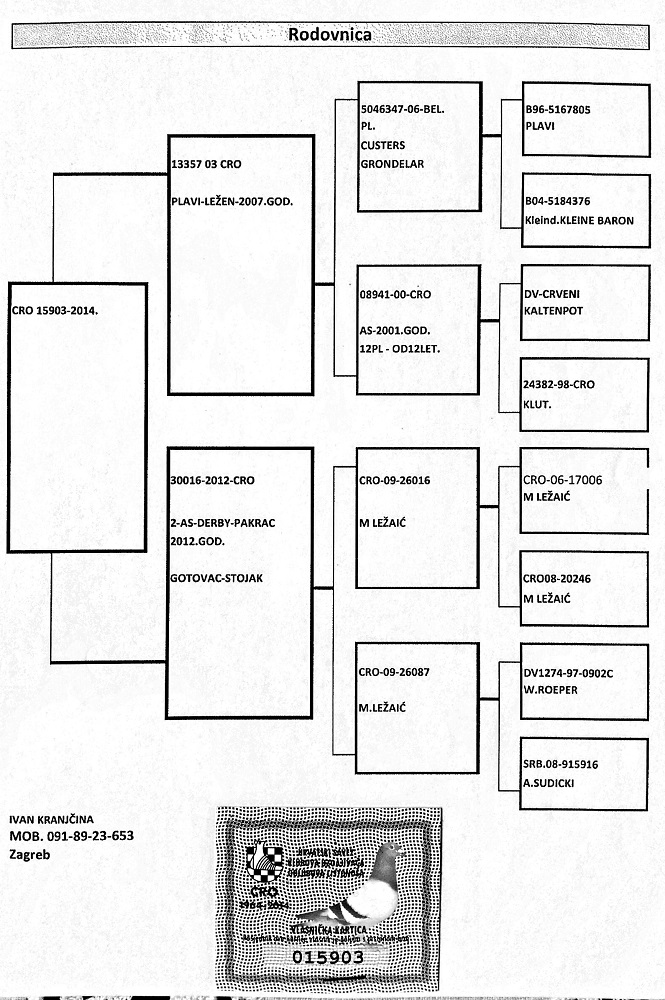 Rodovnica
CRO 15903-2014.
13357 03 CRO
PLAVI-LEŽEN-2007.GOD.
30016-2012-CRO
2-AS-DERBY-PAKRAC
2012.GOD.
GOTOVAC-STOJAK
5046347-06-BEL.
PL.
CUSTERS
GRONDELAR
08941-00-CRO
AS-2001.GOD.
12PL - OD12LET.
CRO-09-26016
M LEŽAIĆ
CRO-09-26087
M.LEŽAIĆ
B96-5167805
PLAVI
B04-5184376
Kleind.KLEINE BARON
DV-CRVENI
KALTENPOT
24382-98-CRO
KLUT.
CRO-06-17006
M LEŽAIĆ
CRO08-20246
M LEŽAIĆ
DV1274-97-0902C
W.ROEPER
SRB.08-915916
A.SUDICKI
IVAN KRANJČINA
MOB. 091-89-23-653
Zagreb
HRVATSKI SAVEZ
GOLUBOVA LISTONOŠA
CRO
VLASNIČKA KARTICA
015903